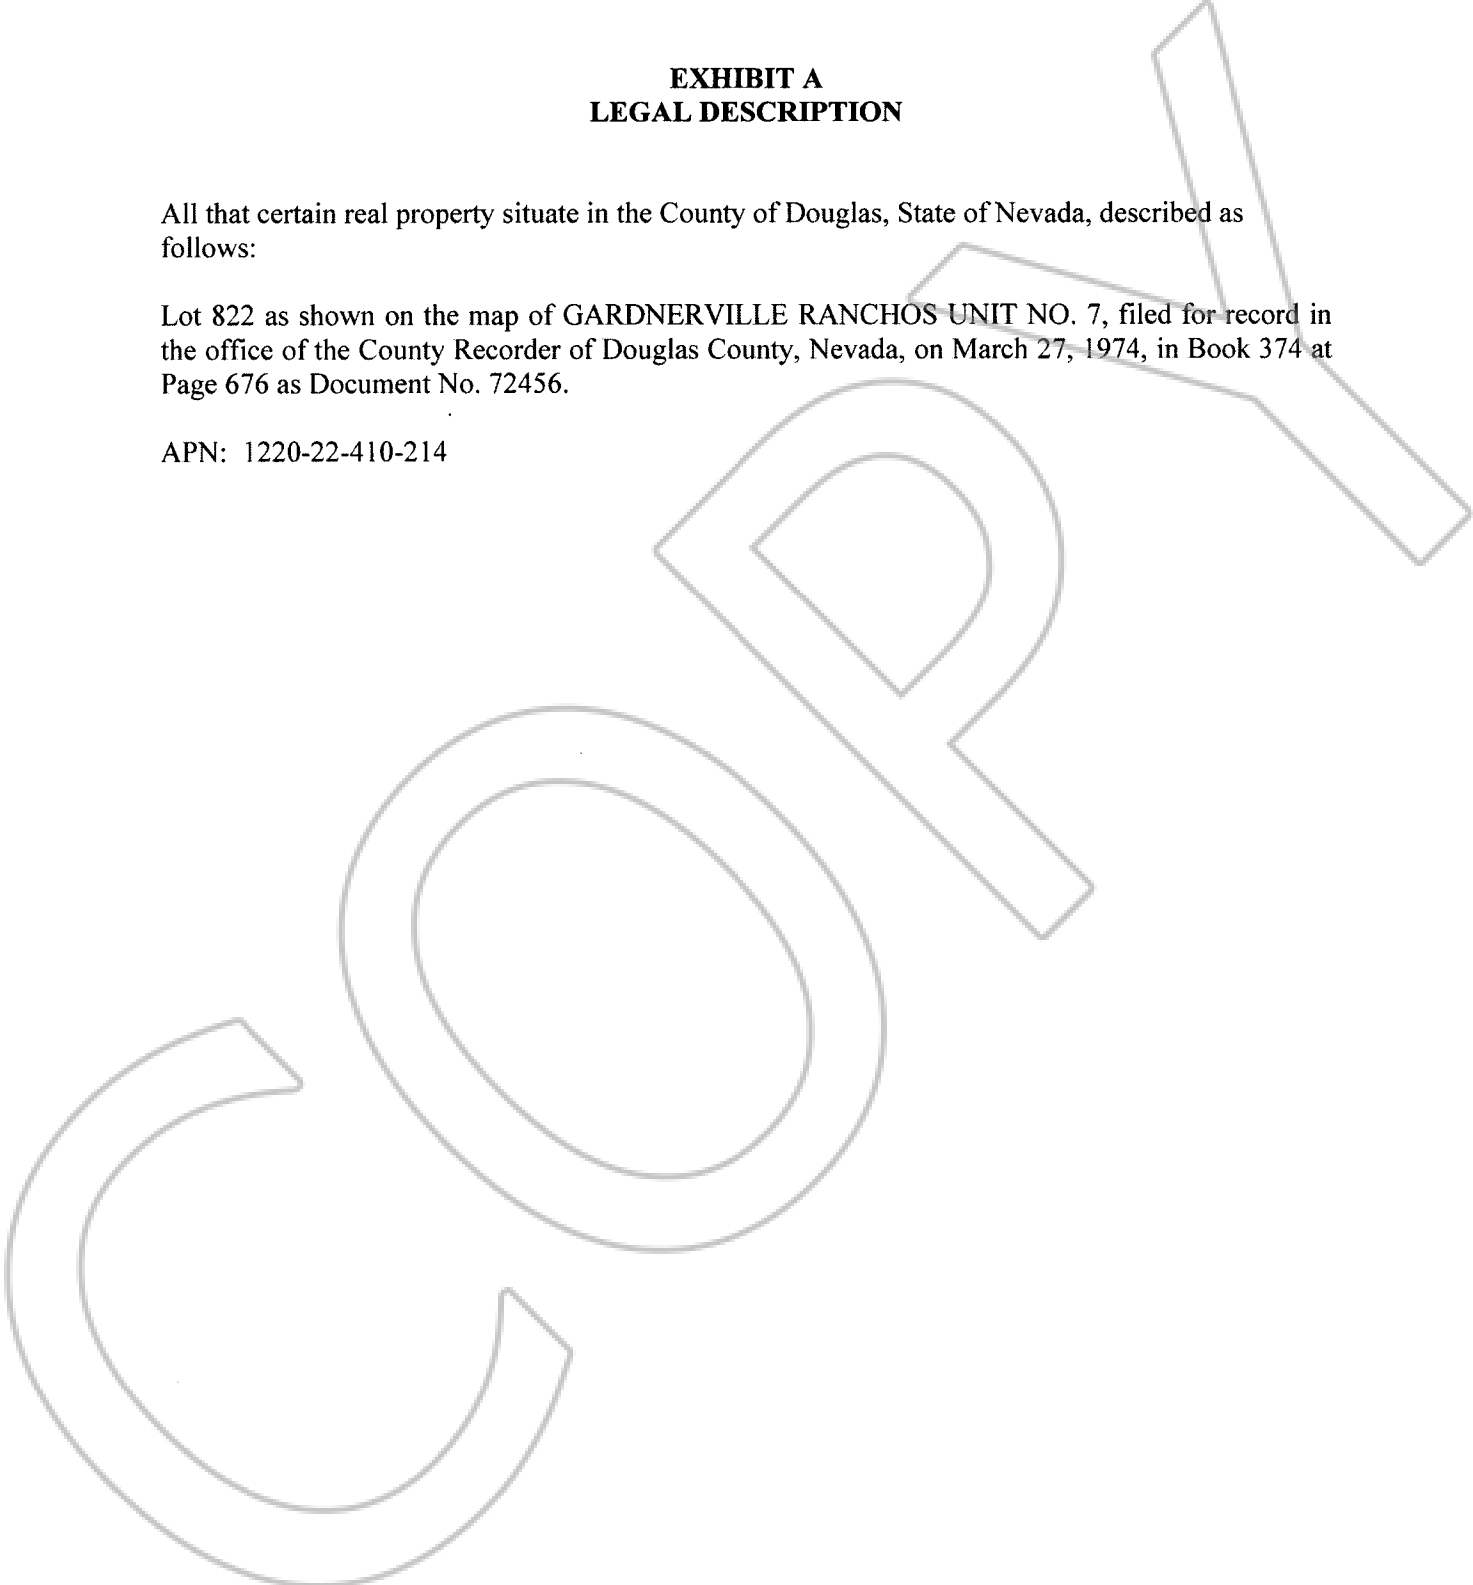 EXHIBIT A
LEGAL DESCRIPTION
All that certain real property situate in the County of Douglas, State of Nevada, described as
follows:
Lot 822 as shown on the map of GARDNERVILLE RANCHOS UNIT NO. 7, filed for record in
the office of the County Recorder of Douglas County, Nevada, on March 27, 1974, in Book 374 at
Page 676 as Document No. 72456.
APN: 1220-22-410-214
COPY